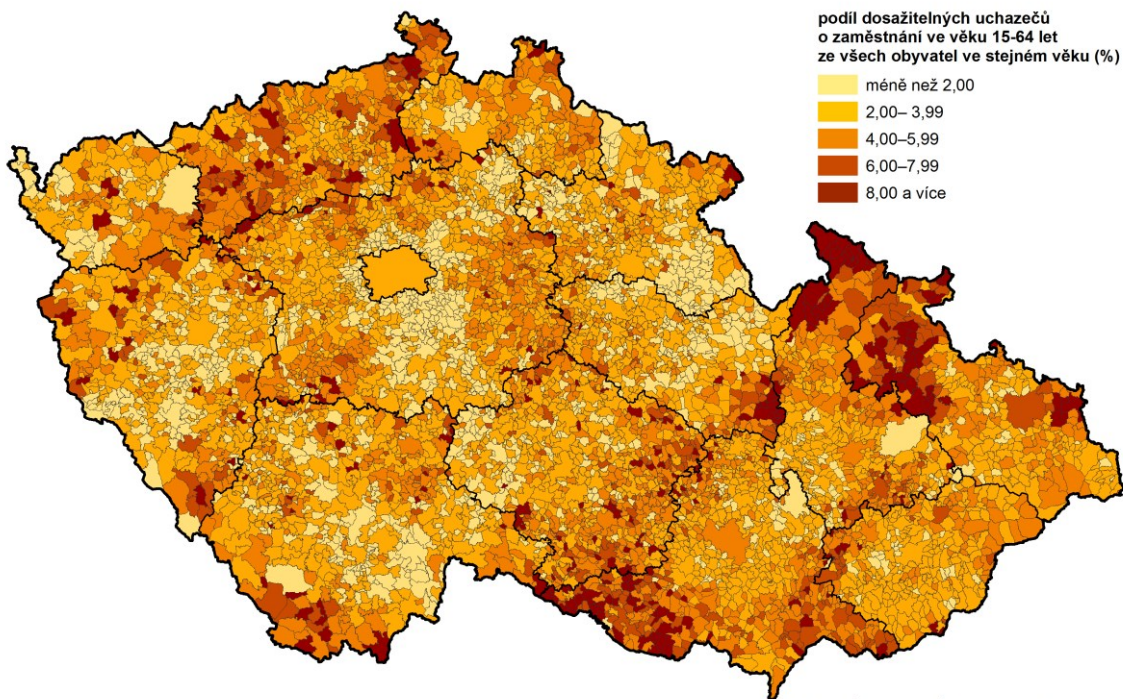 podíl dosažitelných uchazečů
o zaměstnání ve věku 15-64 let
ze všech obyvatel ve stejném věku (%)
méně než 2,00
2,00– 3,99
4,00–5,99
6,00–7,99
8,00 a více